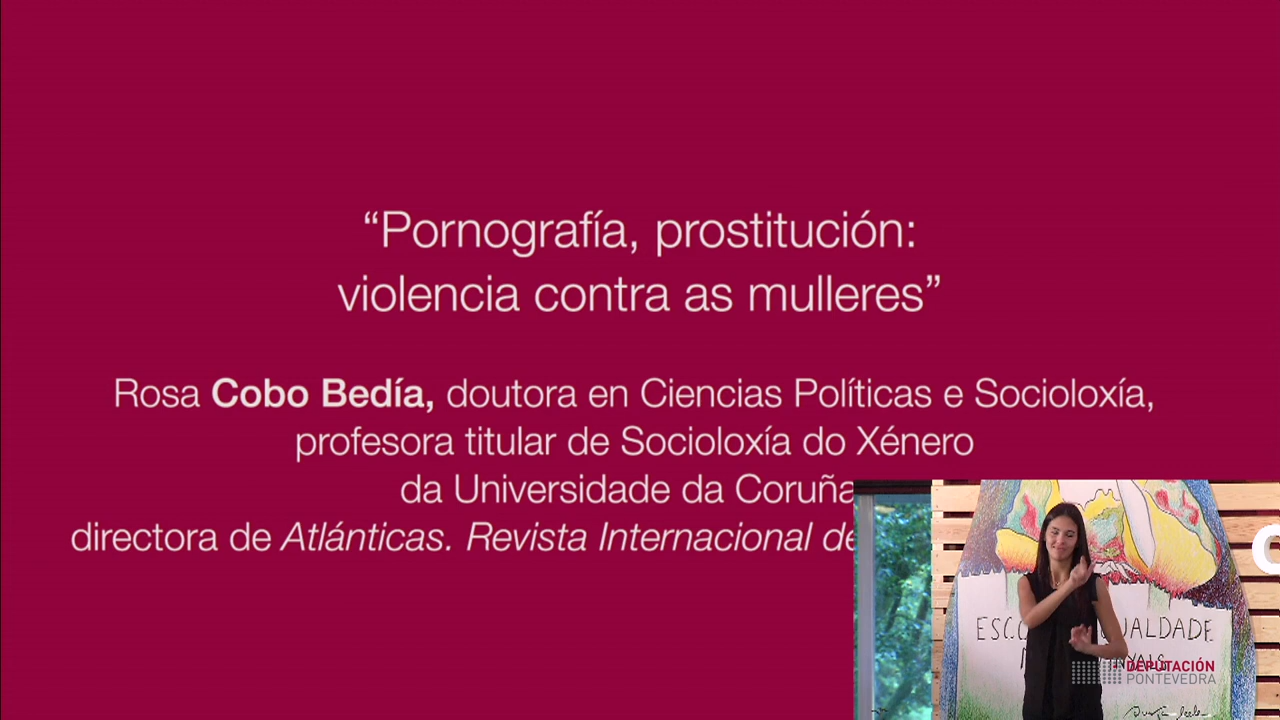 “Pornografía, prostitución:
violencia contra as mulleres”
Rosa Cobo Bedía, doutora en Ciencias Políticas e Socioloxía,
profesora titular de Socioloxía do Xénero
da Universidade da Coruña
directora de Atlánticas. Revista Internacional de
DEPUTACIÓN
PONTEVEDRA